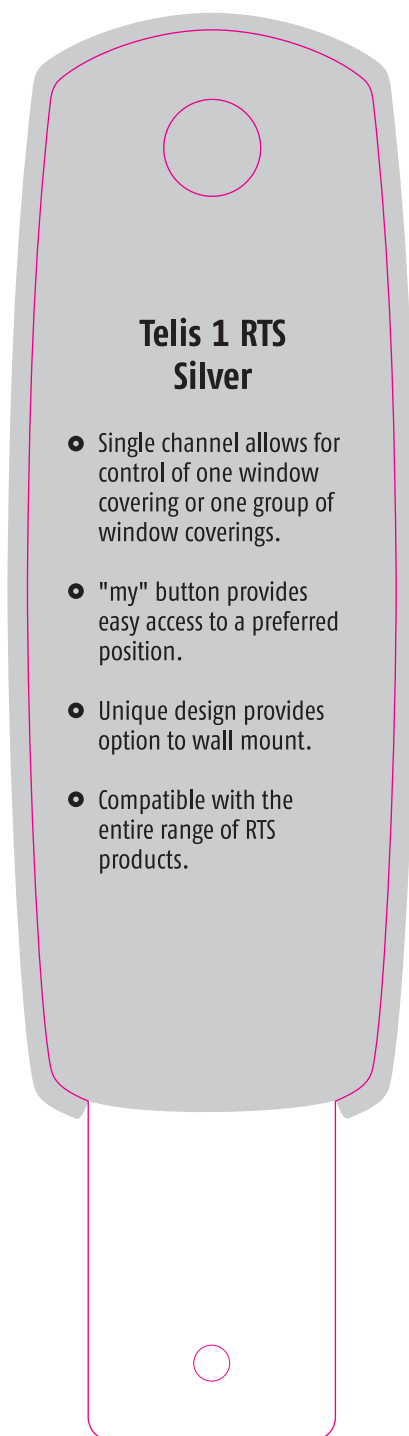 Telis 1 RTS
Silver
Single channel allows for
control of one window
covering or one group of
window coverings.
"my" button provides
easy access to a preferred
position.
Unique design provides
option to wall mount.
Compatible with the
entire range of RTS
products.